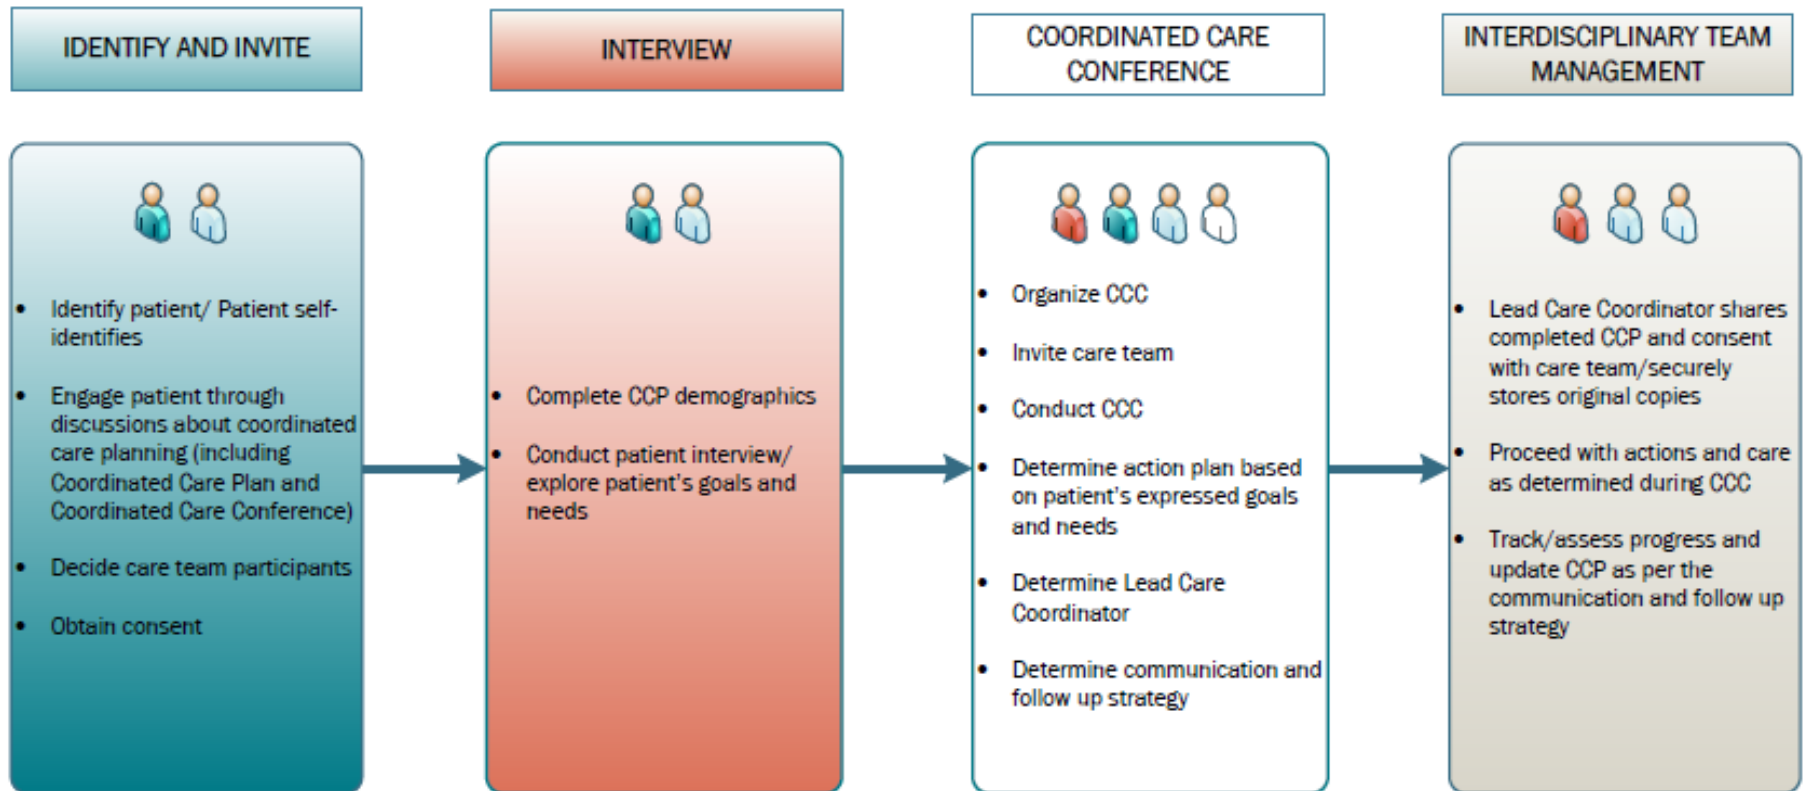 IDENTIFY AND INVITE
• Identify patient/ Patient self-
identifies
• Engage patient through
discussions about coordinated
care planning (including
Coordinated Care Plan and
Coordinated Care Conference)
• Decide care team participants
• Obtain consent
INTERVIEW
• Complete CCP demographics
• Conduct patient interview/
explore patient's goals and
needs
COORDINATED CARE
CONFERENCE
• Organize CCC
• Invite care team
• Conduct CCC
• Determine action plan based
on patient's expressed goals
and needs
• Determine Lead Care
Coordinator
• Determine communication and
follow up strategy
INTERDISCIPLINARY TEAM
MANAGEMENT
• Lead Care Coordinator shares
completed CCP and consent
with care team/securely
stores original copies
• Proceed with actions and care
as determined during CCC
• Track/assess progress and
update CCP as per the
communication and follow up
strategy